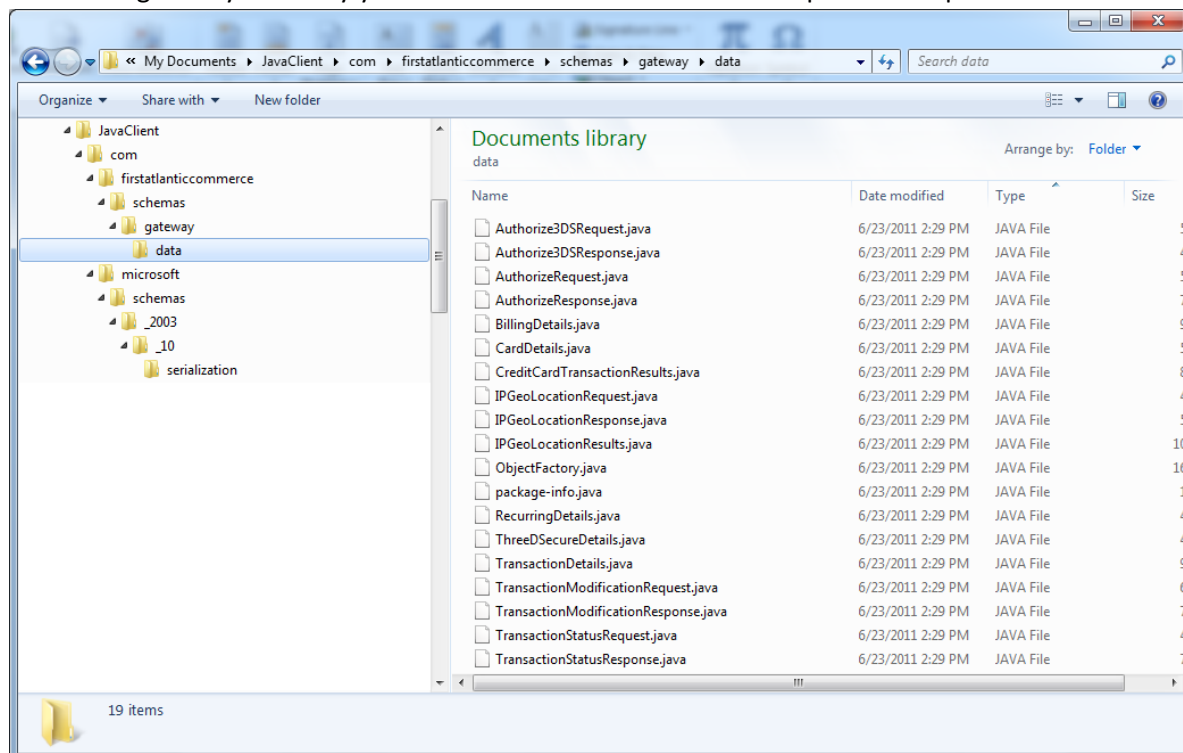 « My Documents ▸ JavaClient ▸ com ▸ firstatlanticcommerce ▸ schemas ▸ gateway ▸ data Search data
Organize Share with New folder
JavaClient
com
firstatlanticcommerce
schemas
gateway
data
microsoft
schemas
_2003
_10
serialization
Documents library
data
Arrange by: Folder
Name Date modified Type Size
Authorize3DSRequest.java 6/23/2011 2:29 PM JAVA File
Authorize3DSResponse.java 6/23/2011 2:29 PM JAVA File
AuthorizeRequest.java 6/23/2011 2:29 PM JAVA File
AuthorizeResponse.java 6/23/2011 2:29 PM JAVA File
BillingDetails.java 6/23/2011 2:29 PM JAVA File
CardDetails.java 6/23/2011 2:29 PM JAVA File
CreditCardTransactionResults.java 6/23/2011 2:29 PM JAVA File
IPGeoLocationRequest.java 6/23/2011 2:29 PM JAVA File
IPGeoLocationResponse.java 6/23/2011 2:29 PM JAVA File
IPGeoLocationResults.java 6/23/2011 2:29 PM JAVA File
ObjectFactory.java 6/23/2011 2:29 PM JAVA File
package-info.java 6/23/2011 2:29 PM JAVA File
RecurringDetails.java 6/23/2011 2:29 PM JAVA File
ThreeDSecureDetails.java 6/23/2011 2:29 PM JAVA File
TransactionDetails.java 6/23/2011 2:29 PM JAVA File
TransactionModificationRequest.java 6/23/2011 2:29 PM JAVA File
TransactionModificationResponse.java 6/23/2011 2:29 PM JAVA File
TransactionStatusRequest.java 6/23/2011 2:29 PM JAVA File
TransactionStatusResponse.java 6/23/2011 2:29 PM JAVA File
19 items